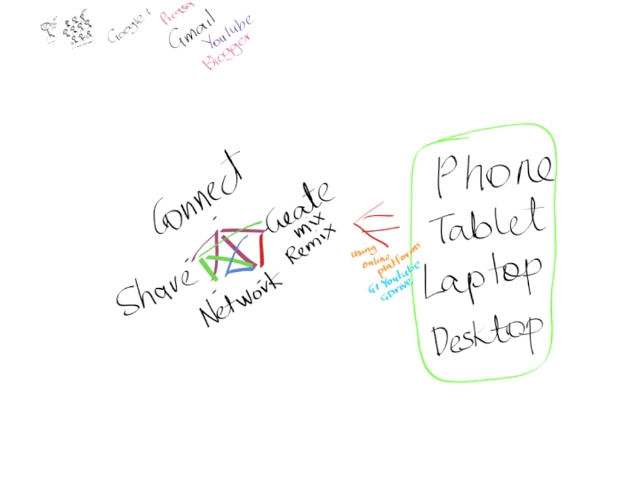 Picasa
Gmail
Youtube
Blogger
Connect
Create
mix
Remix
Share
Network
Using
online
platforms
G+ Youtube
GDrive
Phone
Tablet
Laptop
Desktop